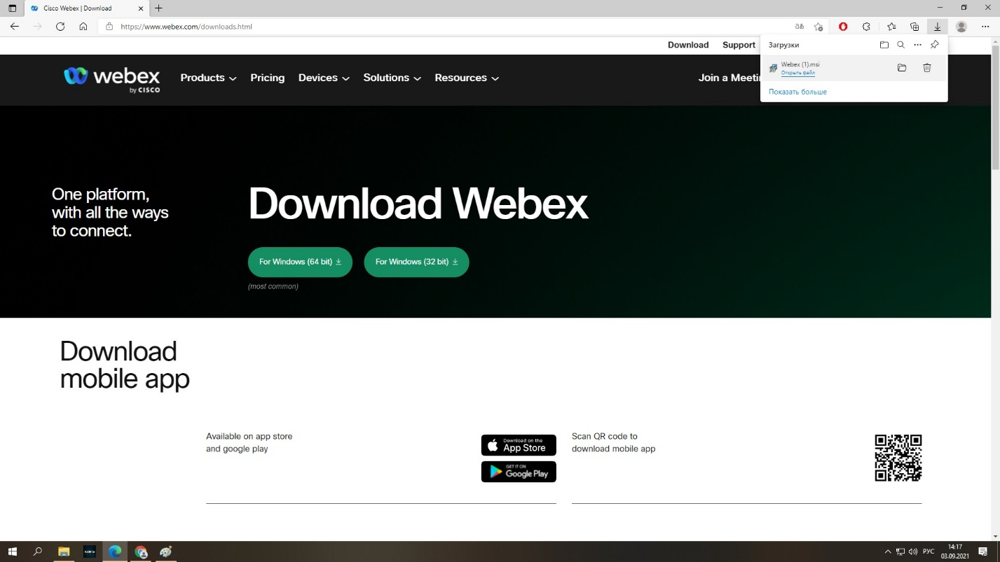 Cisco Webex | Download
https://www.webex.com/downloads.html
аあ
Download Support
Загрузки
Webex (1).msi
Открыть файл
Показать больше
webex
by CISCO
Products Pricing Devices Solutions Resources
Join a Meetin
One platform,
with all the ways
to connect.
Download Webex
For Windows (64 bit) For Windows (32 bit)
(most common)
Download
mobile app
Available on app store
and google play
Download on the
App Store
GET IT ON
Google Play
Scan QR code to
download mobile app
РУС
14:17
03.09.2021